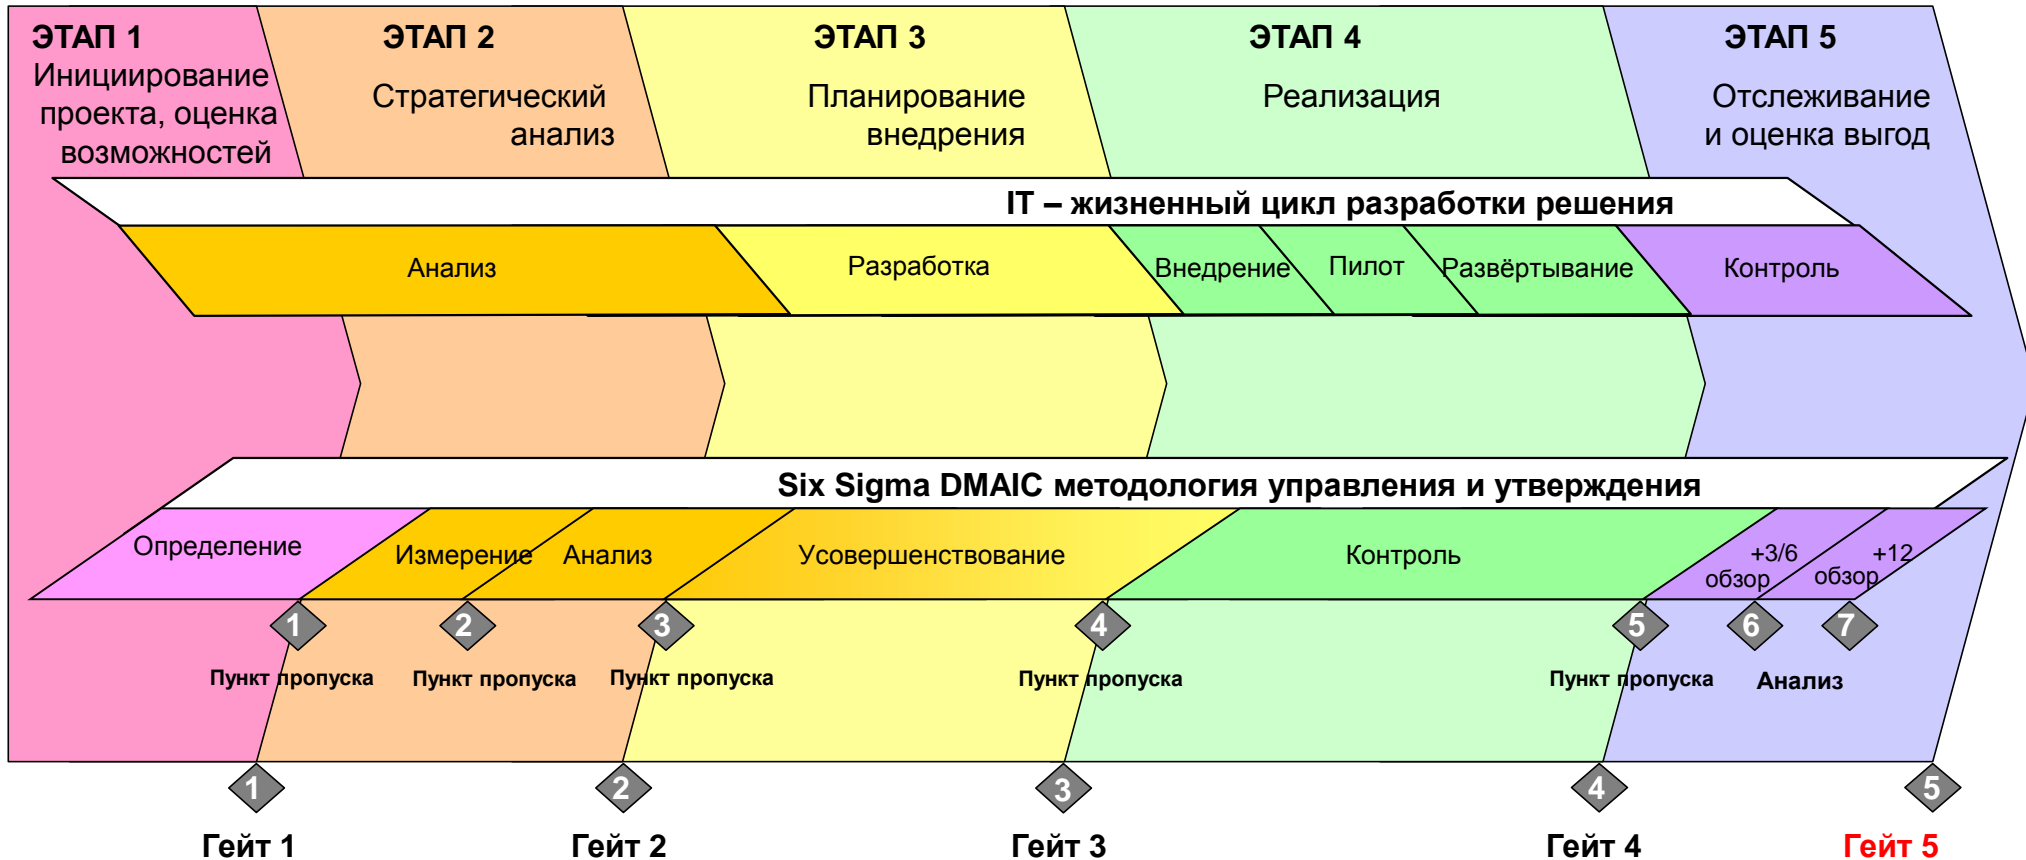 ЭТАП 1
Инициирование
проекта, оценка
возможностей
ЭТАП 2
Стратегический
анализ
ЭТАП 3
Планирование
внедрения
ЭТАП 4
Реализация
ЭТАП 5
Отслеживание
и оценка выгод
IT – жизненный цикл разработки решения
Анализ
Разработка
Внедрение
Пилот
Развёртывание
Контроль
Six Sigma DMAIC методология управления и утверждения
Определение
Измерение
Анализ
Усовершенствование
Контроль
+3/6
обзор
+12
обзор
1
2
3
4
5
6
7
Пункт пропуска
Пункт пропуска
Пункт пропуска
Пункт пропуска
Пункт пропуска
Анализ
1
2
3
4
5
Гейт 1
Гейт 2
Гейт 3
Гейт 4
Гейт 5